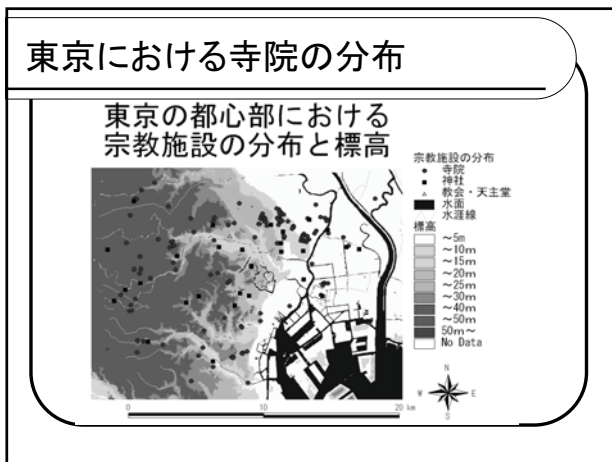 東京における寺院の分布
東京の都心部における
宗教施設の分布と標高
宗教施設の分布
寺院
神社
教会・天主堂
水面
水涯線
標高
～5m
～10m
～15m
～20m
～25m
～30m
～40m
～50m
50m～
No Data
N
W E
S
0 10 20 km